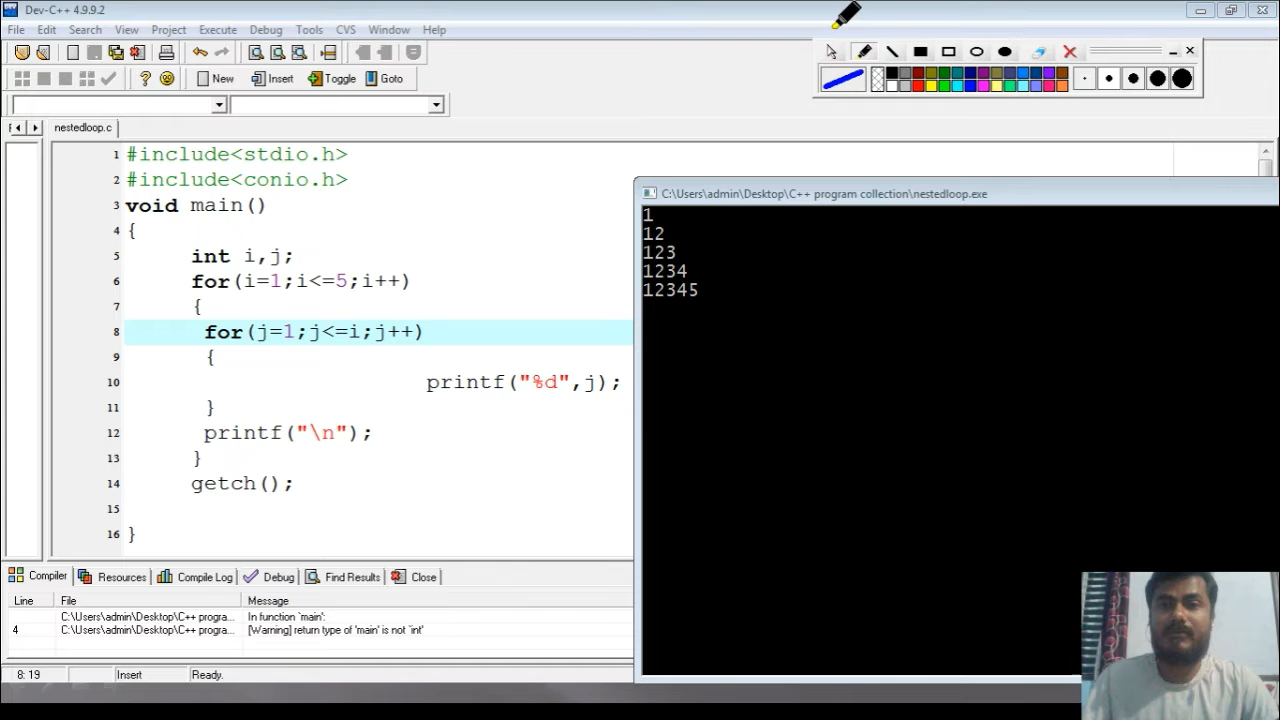 Dev-C++ 4.9.9.2
File Edit Search View Project Execute Debug Tools CVS Window Help
New Insert Toggle Goto
nestedloop.c
1 #include<stdio.h>
2 #include<conio.h>
3 void main()
4 {
5 int i,j;
6 for(i=1;i<=5;i++)
7 {
8 for(j=1;j<=i;j++)
9 {
10 printf("%d",j);
11 }
12 printf("\n");
13 }
14 getch();
15
16 }
C:\Users\admin\Desktop\C++ program collection\nestedloop.exe
1
12
123
1234
12345
Compiler Resources Compile Log Debug Find Results Close
Line File Message
C:\Users\admin\Desktop\C++ progra... In function `main':
4 C:\Users\admin\Desktop\C++ progra... [Warning] return type of 'main' is not `int'
8: 19 Insert Ready.